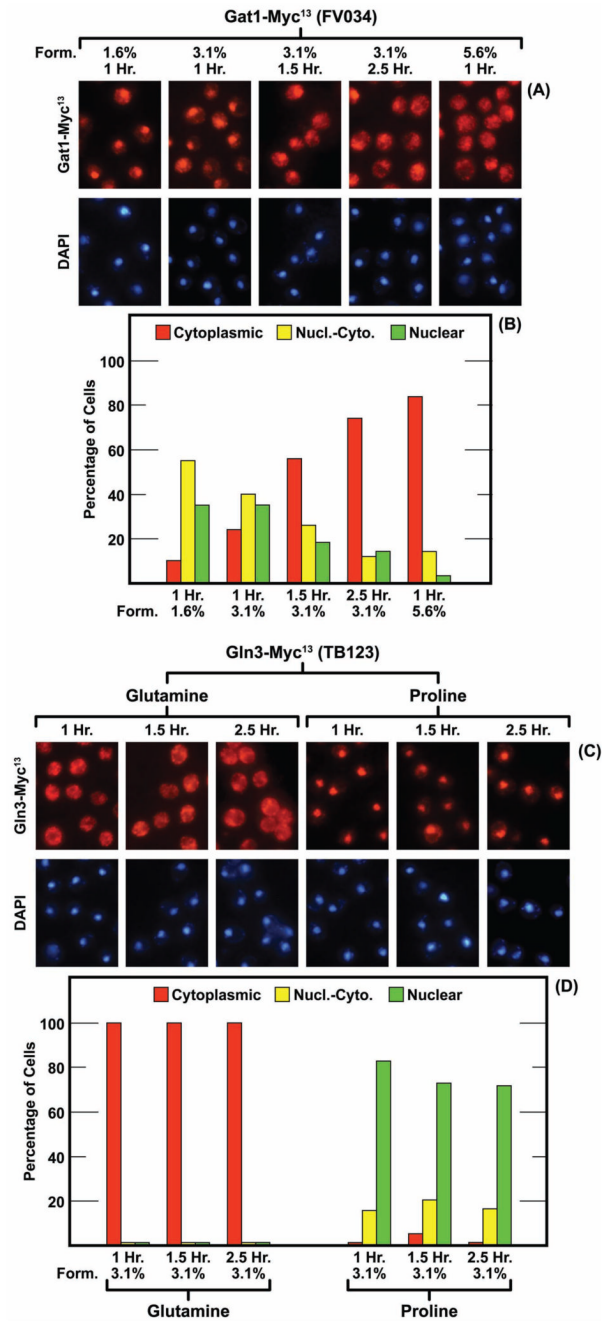 Gat1-Myc¹³ (FV034)
Form. 1.6% 3.1% 3.1% 3.1% 5.6%
1 Hr. 1 Hr. 1.5 Hr. 2.5 Hr. 1 Hr.
(A)
Gat1-Myc¹³
DAPI
(B)
Cytoplasmic Nucl.-Cyto. Nuclear
Percentage of Cells
100
80
60
40
20
1 Hr. 1 Hr. 1.5 Hr. 2.5 Hr. 1 Hr.
Form. 1.6% 3.1% 3.1% 3.1% 5.6%
Gln3-Myc¹³ (TB123)
Glutamine Proline
1 Hr. 1.5 Hr. 2.5 Hr. 1 Hr. 1.5 Hr. 2.5 Hr.
(C)
Gln3-Myc¹³
DAPI
(D)
Cytoplasmic Nucl.-Cyto. Nuclear
Percentage of Cells
100
80
60
40
20
1 Hr. 1.5 Hr. 2.5 Hr. 1 Hr. 1.5 Hr. 2.5 Hr.
Form. 3.1% 3.1% 3.1% 3.1% 3.1% 3.1%
Glutamine Proline